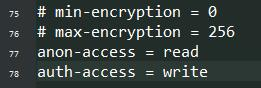 75 # min-encryption = 0
76 # max-encryption = 256
77 anon-access = read
78 auth-access = write